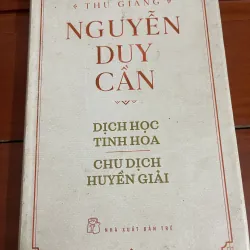 THU GIANG
NGUYỄN
DUY
CẦN
DỊCH HỌC
TINH HOA
CHU DỊCH
HUYỀN GIẢI
NHÀ XUẤT BẢN TRẺ